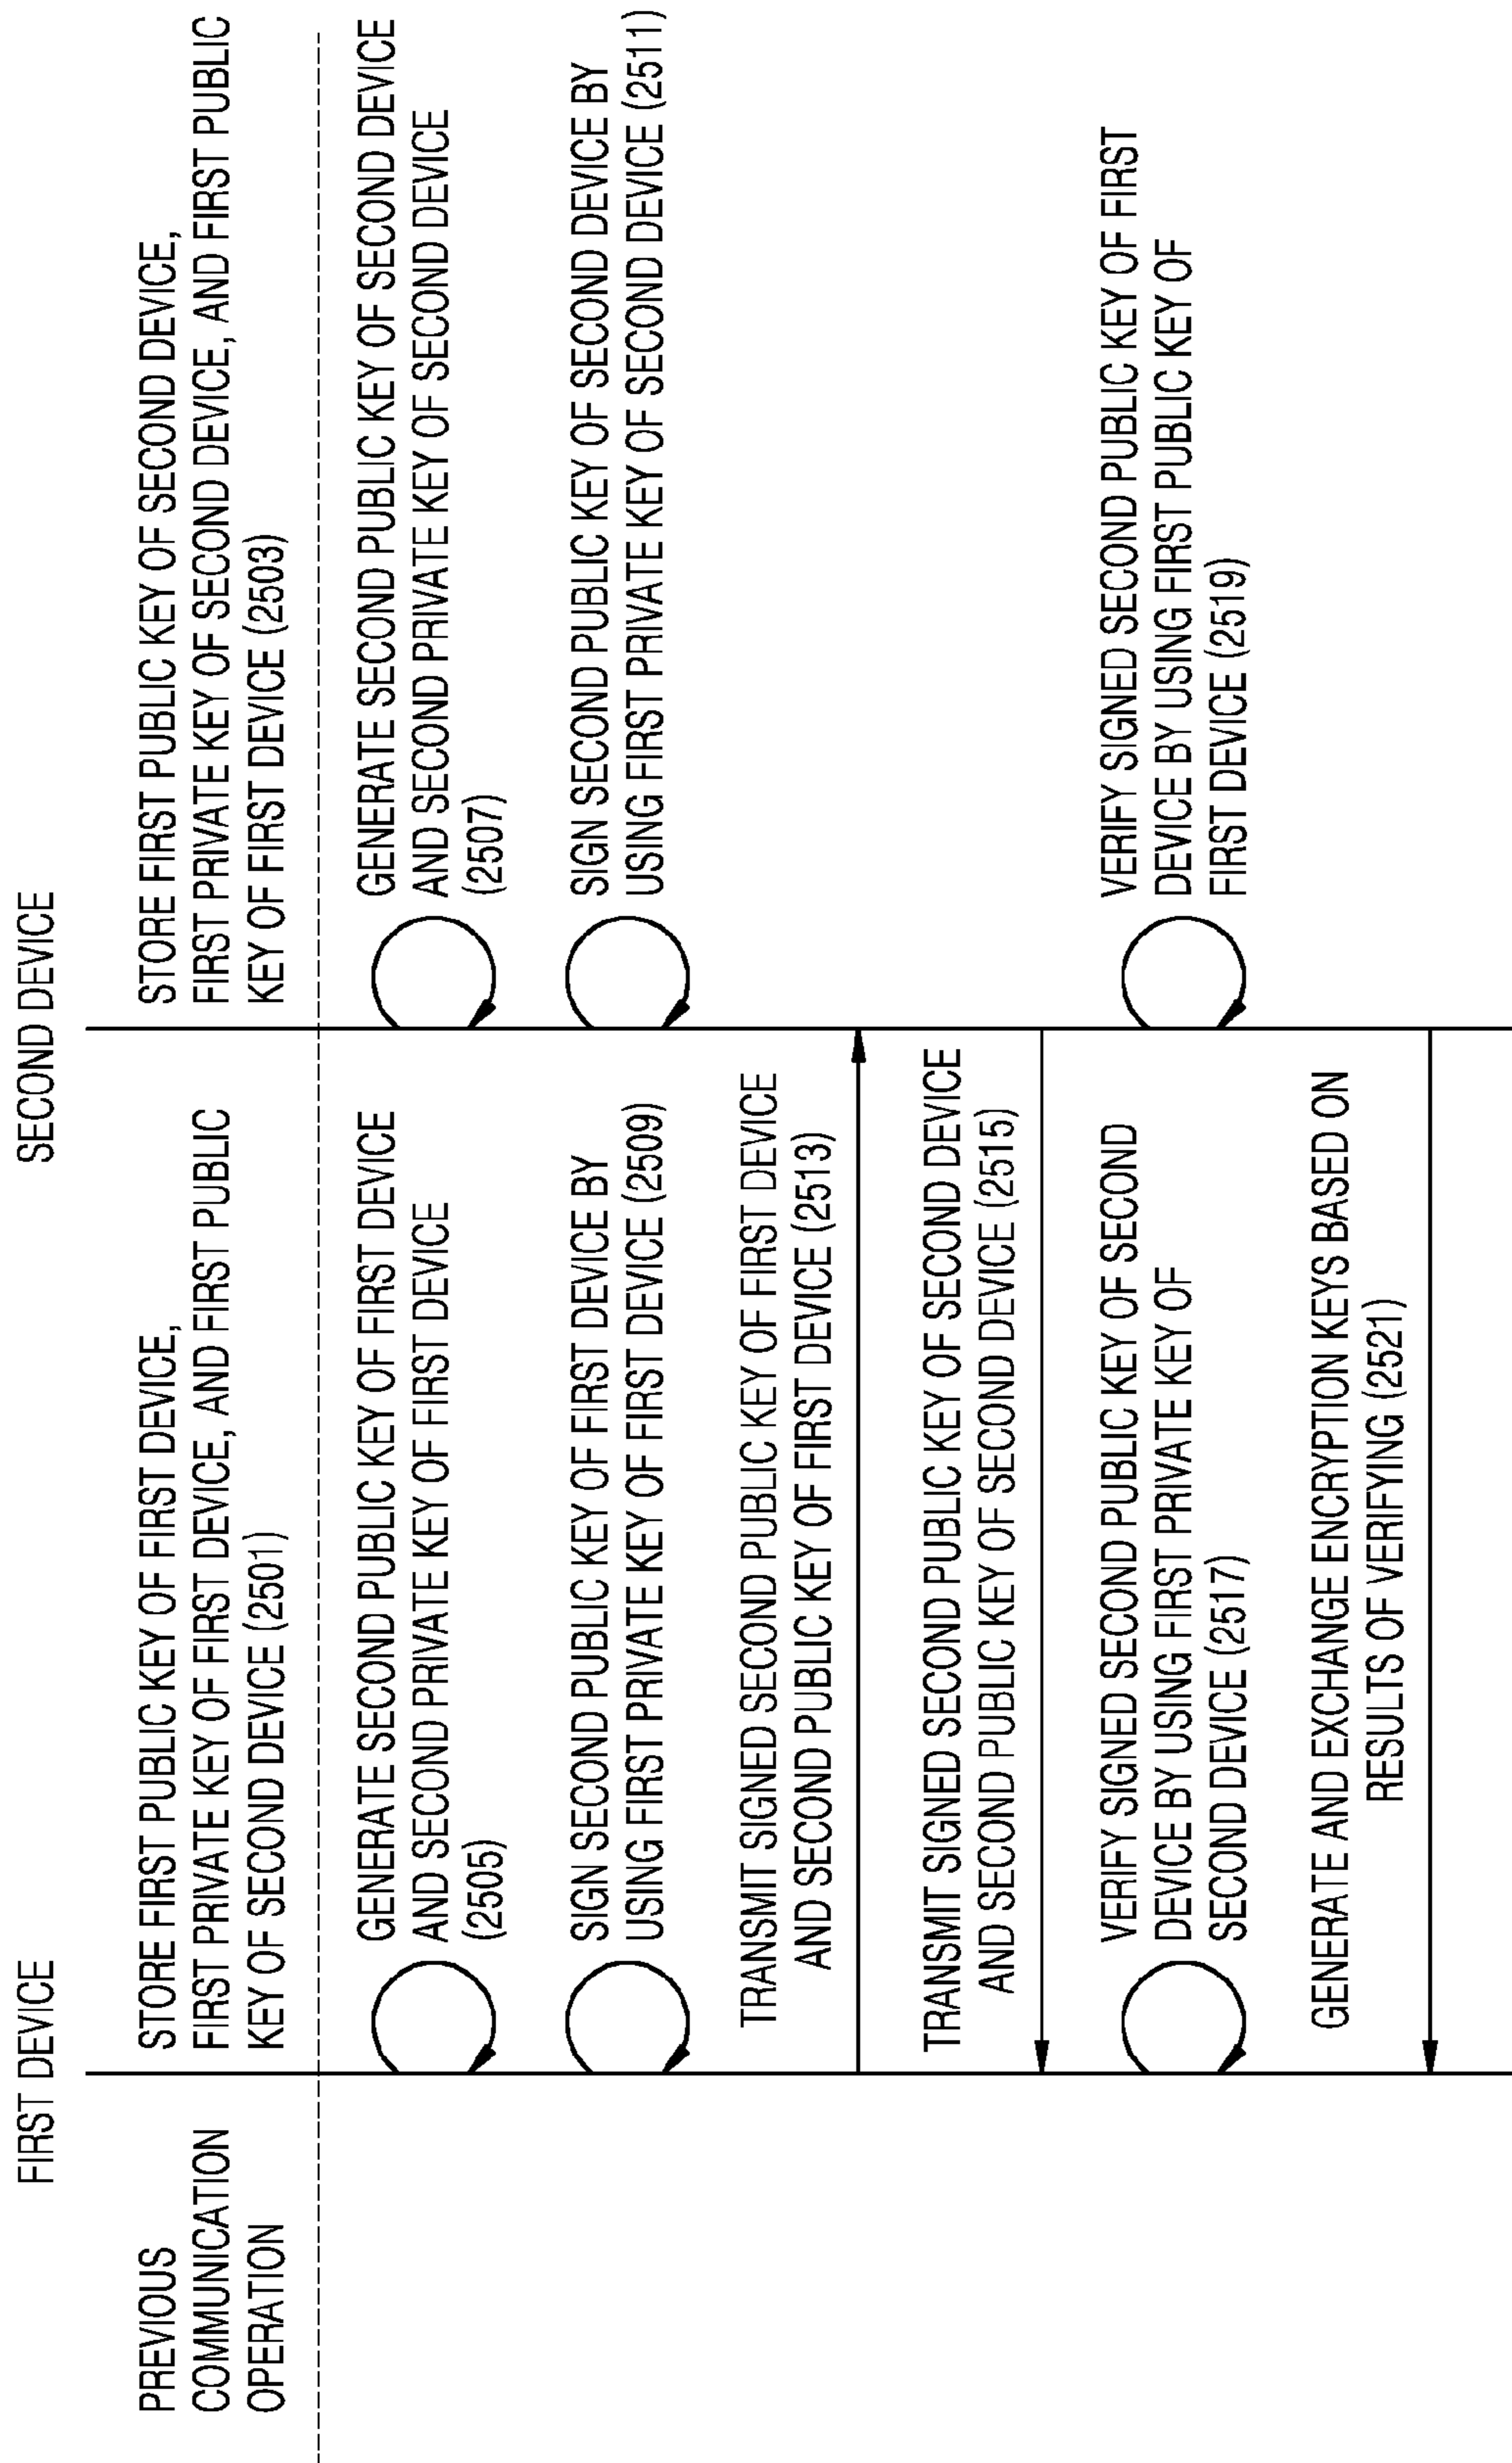 FIRST DEVICE
SECOND DEVICE
PREVIOUS
COMMUNICATION
OPERATION
STORE FIRST PUBLIC KEY OF FIRST DEVICE,
FIRST PRIVATE KEY OF FIRST DEVICE, AND FIRST PUBLIC
KEY OF SECOND DEVICE (2501)
STORE FIRST PUBLIC KEY OF SECOND DEVICE,
FIRST PRIVATE KEY OF SECOND DEVICE, AND FIRST PUBLIC
KEY OF FIRST DEVICE (2503)
GENERATE SECOND PUBLIC KEY OF FIRST DEVICE
AND SECOND PRIVATE KEY OF FIRST DEVICE
(2505)
GENERATE SECOND PUBLIC KEY OF SECOND DEVICE
AND SECOND PRIVATE KEY OF SECOND DEVICE
(2507)
SIGN SECOND PUBLIC KEY OF FIRST DEVICE BY
USING FIRST PRIVATE KEY OF FIRST DEVICE (2509)
SIGN SECOND PUBLIC KEY OF SECOND DEVICE BY
USING FIRST PRIVATE KEY OF SECOND DEVICE (2511)
TRANSMIT SIGNED SECOND PUBLIC KEY OF FIRST DEVICE
AND SECOND PUBLIC KEY OF FIRST DEVICE (2513)
TRANSMIT SIGNED SECOND PUBLIC KEY OF SECOND DEVICE
AND SECOND PUBLIC KEY OF SECOND DEVICE (2515)
VERIFY SIGNED SECOND PUBLIC KEY OF SECOND
DEVICE BY USING FIRST PRIVATE KEY OF
SECOND DEVICE (2517)
VERIFY SIGNED SECOND PUBLIC KEY OF FIRST
DEVICE BY USING FIRST PUBLIC KEY OF
FIRST DEVICE (2519)
GENERATE AND EXCHANGE ENCRYPTION KEYS BASED ON
RESULTS OF VERIFYING (2521)